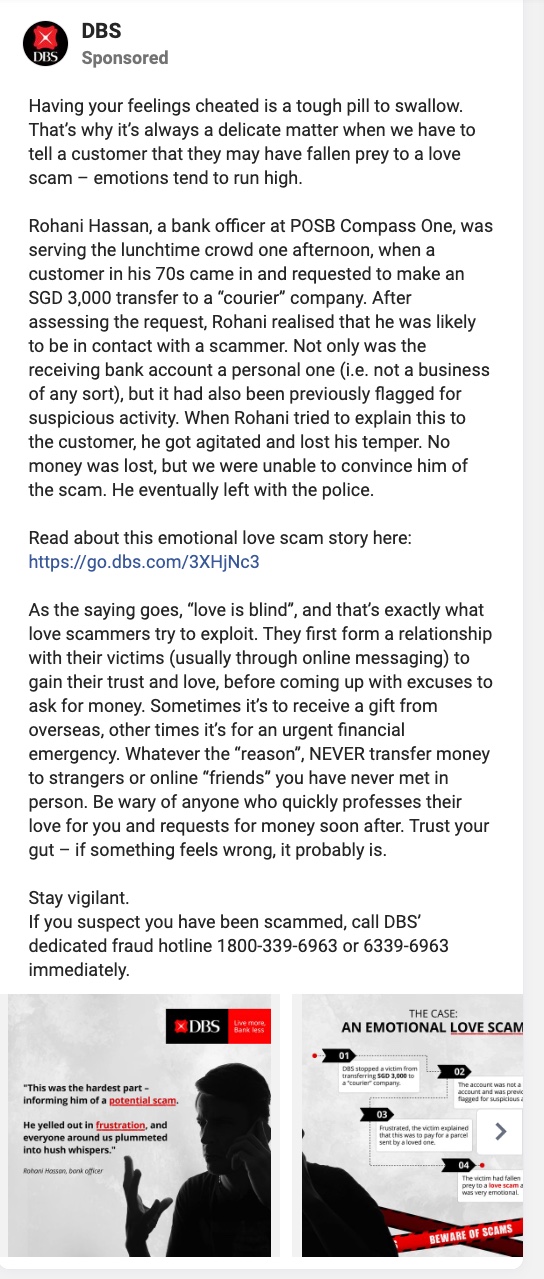 DBS
DBS
Sponsored
Having your feelings cheated is a tough pill to swallow.
That’s why it’s always a delicate matter when we have to
tell a customer that they may have fallen prey to a love
scam – emotions tend to run high.
Rohani Hassan, a bank officer at POSB Compass One, was
serving the lunchtime crowd one afternoon, when a
customer in his 70s came in and requested to make an
SGD 3,000 transfer to a “courier” company. After
assessing the request, Rohani realised that he was likely
to be in contact with a scammer. Not only was the
receiving bank account a personal one (i.e. not a business
of any sort), but it had also been previously flagged for
suspicious activity. When Rohani tried to explain this to
the customer, he got agitated and lost his temper. No
money was lost, but we were unable to convince him of
the scam. He eventually left with the police.
Read about this emotional love scam story here:
https://go.dbs.com/3XHjNc3
As the saying goes, “love is blind”, and that’s exactly what
love scammers try to exploit. They first form a relationship
with their victims (usually through online messaging) to
gain their trust and love, before coming up with excuses to
ask for money. Sometimes it’s to receive a gift from
overseas, other times it’s for an urgent financial
emergency. Whatever the “reason”, NEVER transfer money
to strangers or online “friends” you have never met in
person. Be wary of anyone who quickly professes their
love for you and requests for money soon after. Trust your
gut – if something feels wrong, it probably is.
Stay vigilant.
If you suspect you have been scammed, call DBS’
dedicated fraud hotline 1800-339-6963 or 6339-6963
immediately.
DBS
Live more,
Bank less
"This was the hardest part –
informing him of a potential scam.
He yelled out in frustration, and
everyone around us plummeted
into hush whispers."
Rohani Hassan, bank officer
THE CASE:
AN EMOTIONAL LOVE SCAM
01
DBS stopped a victim from
transferring SGD 3,000 to
a "courier" company.
02
The account was not a
account and was previo
flagged for suspicious a
03
Frustrated, the victim explained
that this was to pay for a parcel
sent by a loved one.
04
The victim had fallen
prey to a love scam a
was very emotional.
BEWARE OF SCAMS